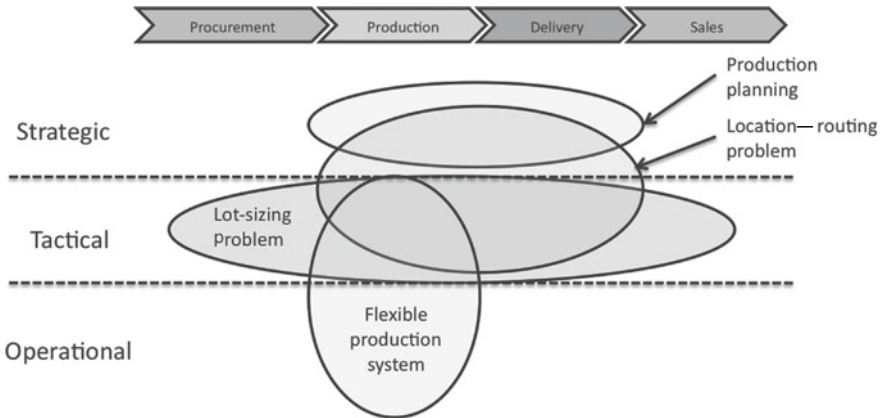 Procurement
Production
Delivery
Sales
Production
planning
Strategic
Location— routing
problem
Lot-sizing
problem
Tactical
Flexible
production
system
Operational